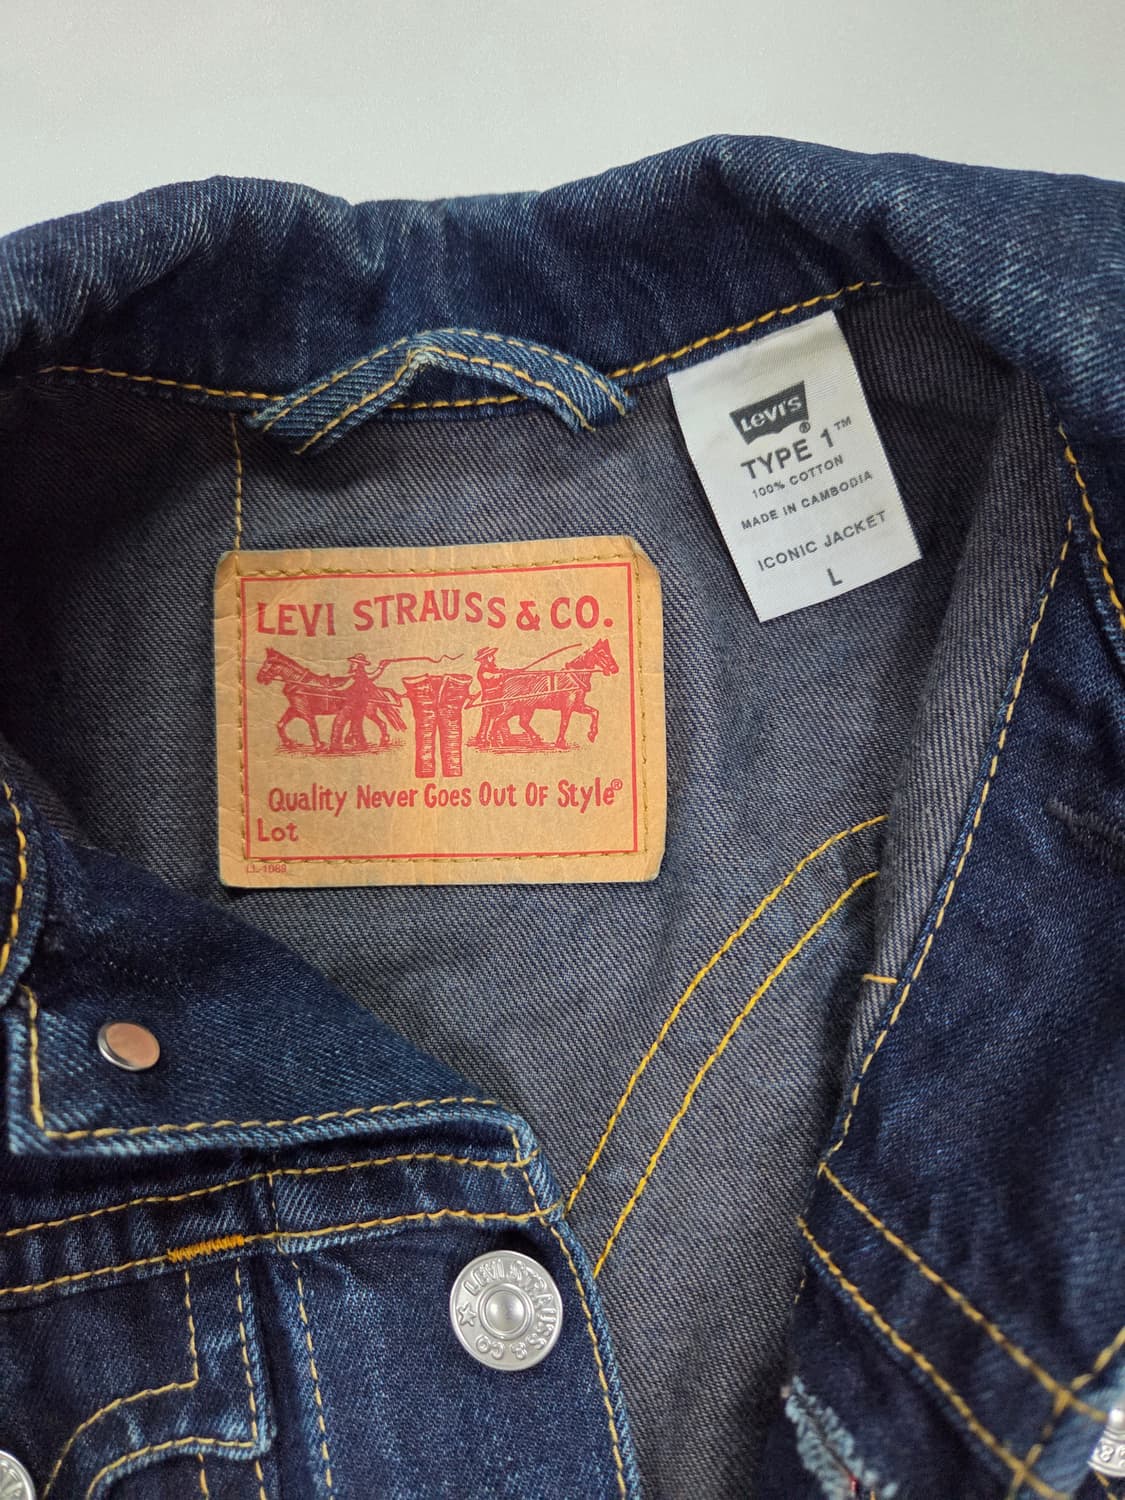 Levi's®
TYPE 1™
100% COTTON
MADE IN CAMBODIA
ICONIC JACKET
L
LEVI STRAUSS & CO.
Quality Never Goes Out Of Style®
Lot
LEVI STRAUSS & CO